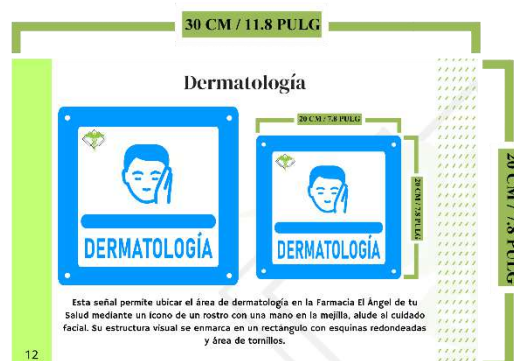 30 CM / 11.8 PULG
Dermatología
20 CM / 7.8 PULG
20 CM / 7.8 PULG
20 CM / 7.8 PULG
DERMATOLOGÍA
DERMATOLOGÍA
Esta señal permite ubicar el área de dermatología en la Farmacia El Ángel de tu
Salud mediante un ícono de un rostro con una mano en la mejilla, alude al cuidado
facial. Su estructura visual se enmarca en un rectángulo con esquinas redondeadas
y área de tornillos.
12